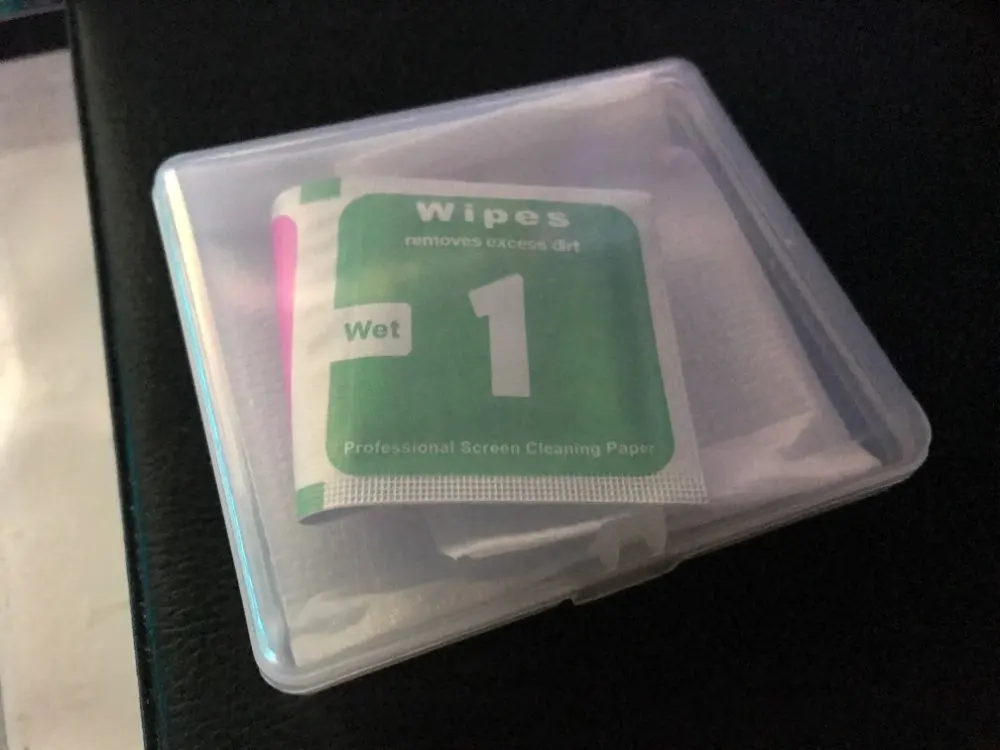 Wipes
removes excess dirt
1
Wet
Professional Screen Cleaning Paper